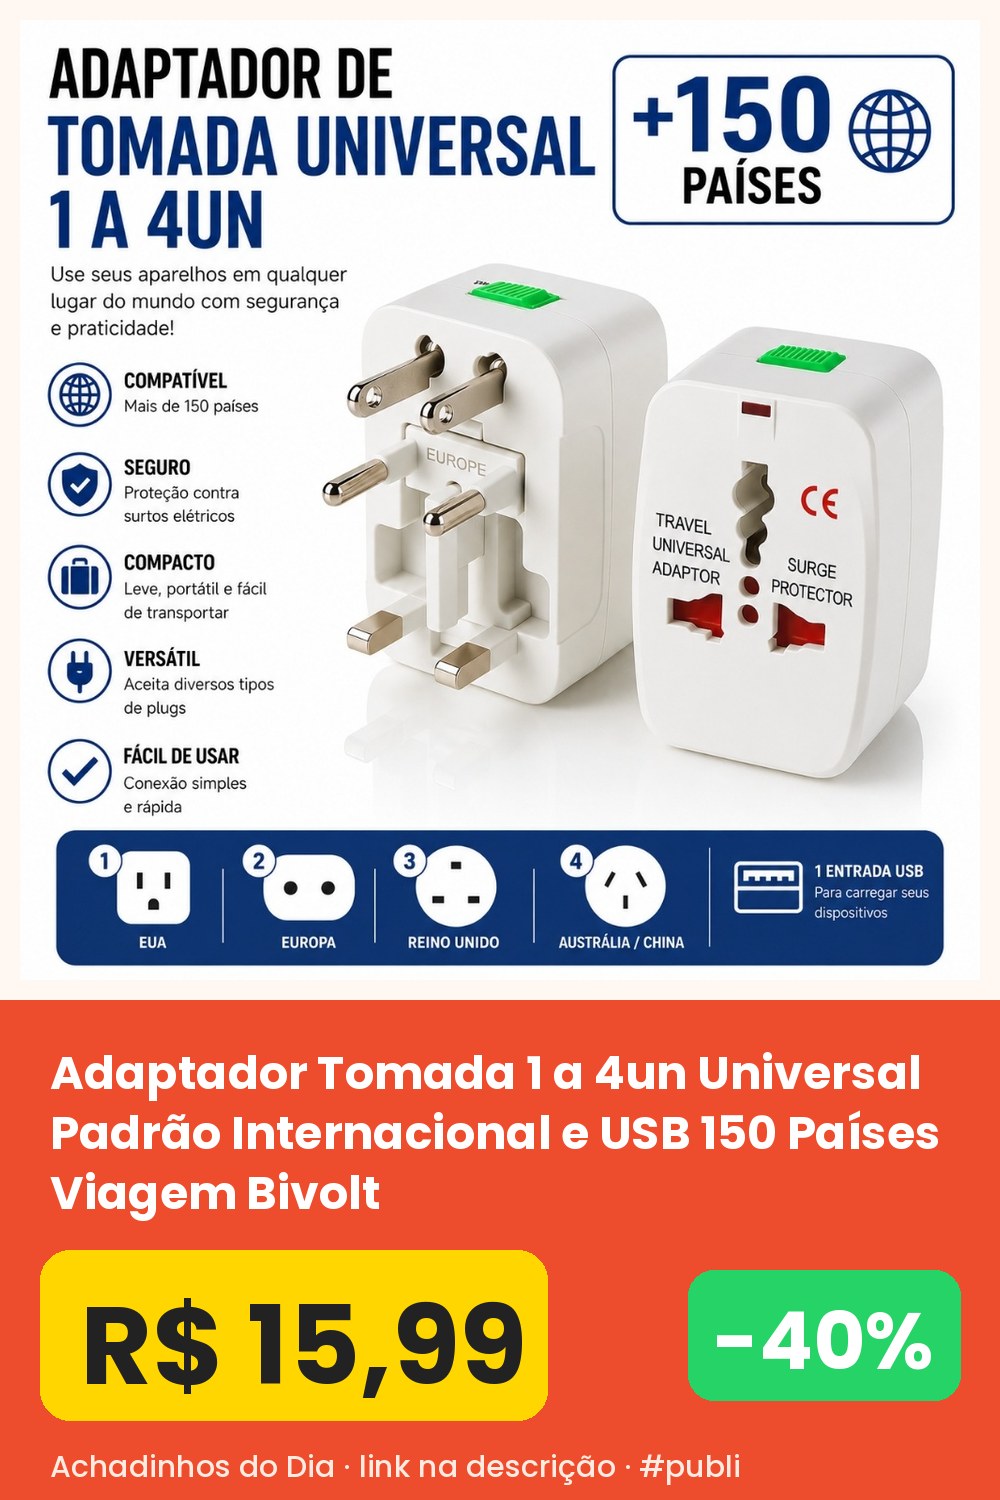 ADAPTADOR DE
TOMADA UNIVERSAL
1 A 4UN
+150
PAÍSES
Use seus aparelhos em qualquer
lugar do mundo com segurança
e praticidade!
COMPATÍVEL
Mais de 150 países
SEGURO
Proteção contra
surtos elétricos
COMPACTO
Leve, portátil e fácil
de transportar
VERSÁTIL
Aceita diversos tipos
de plugs
FÁCIL DE USAR
Conexão simples
e rápida
EUROPE
CE
TRAVEL
UNIVERSAL
ADAPTOR
SURGE
PROTECTOR
1
EUA
2
EUROPA
3
REINO UNIDO
4
AUSTRÁLIA / CHINA
1 ENTRADA USB
Para carregar seus
dispositivos
Adaptador Tomada 1 a 4un Universal
Padrão Internacional e USB 150 Países
Viagem Bivolt
R$ 15,99
-40%
Achadinhos do Dia · link na descrição · #publi